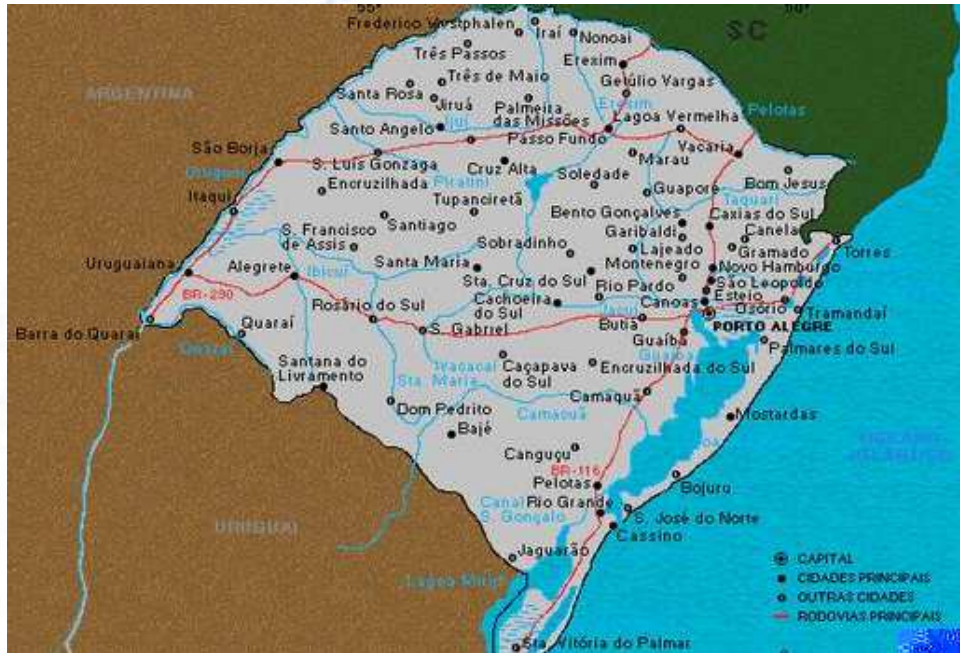 55°
50°
Frederico Westphalen
Iraí
Nonoai
SC
Três Passos
Erexim
Três de Maio
Getúlio Vargas
ARGENTINA
Santa Rosa
Jiruá
Palmeira
das Missões
Erexim
Pelotas
Santo Angelo
Ijuí
Lagoa Vermelha
Passo Fundo
São Borja
S. Luís Gonzaga
Cruz Alta
Marau
Vacaria
Uruguai
Piratini
Soledade
Encruzilhada
Guaporé
Bom Jesus
Taquari
Itaqui
Tupanciretã
Bento Gonçalves
Caxias do Sul
Santiago
Garibaldi
Canela
S. Francisco
de Assis
Sobradinho
Lajeado
Gramado
Torres
Uruguaiana
Alegrete
Ibicuí
Santa Maria
Montenegro
Novo Hamburgo
Sta. Cruz do Sul
São Leopoldo
BR-290
Rio Pardo
Esteio
Rosário do Sul
Cachoeira
do Sul
Canoas
Osório
Jacuí
Tramandaí
Barra do Quaraí
Quaraí
S. Gabriel
Butiá
PORTO ALEGRE
Quaraí
Guaíba
Guaíba
Palmares do Sul
Santana do
Livramento
Vacacaí
Caçapava
do Sul
Encruzilhada do Sul
Sta. Maria
Camaquã
Dom Pedrito
Camaquã
Mostardas
Bajé
Canguçu
OCEANO
ATLÂNTICO
BR-116
Pelotas
Bojuru
Canal
S. Gonçalo
Rio Grande
S. José do Norte
URUGUAI
Cassino
Jaguarão
Lagoa Mirim
CAPITAL
CIDADES PRINCIPAIS
OUTRAS CIDADES
RODOVIAS PRINCIPAIS
Sta. Vitória do Palmar